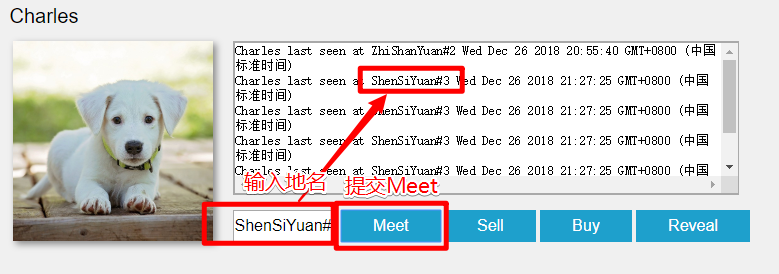 Charles
Charles last seen at ZhiShanYuan#2 Wed Dec 26 2018 20:55:40 GMT+0800 (中国
标准时间)
Charles last seen at ShenSiYuan#3 Wed Dec 26 2018 21:27:25 GMT+0800 (中国
标准时间)
Charles last seen at ShenSiYuan#3 Wed Dec 26 2018 21:27:25 GMT+0800 (中国
标准时间)
Charles last seen at ShenSiYuan#3 Wed Dec 26 2018 21:27:25 GMT+0800 (中国
标准时间)
Charles last seen at ShenSiYuan#3 Wed Dec 26 2018 21:27:25 GMT+0800 (中国
输入地名 提交Meet
ShenSiYuan# Meet Sell Buy Reveal